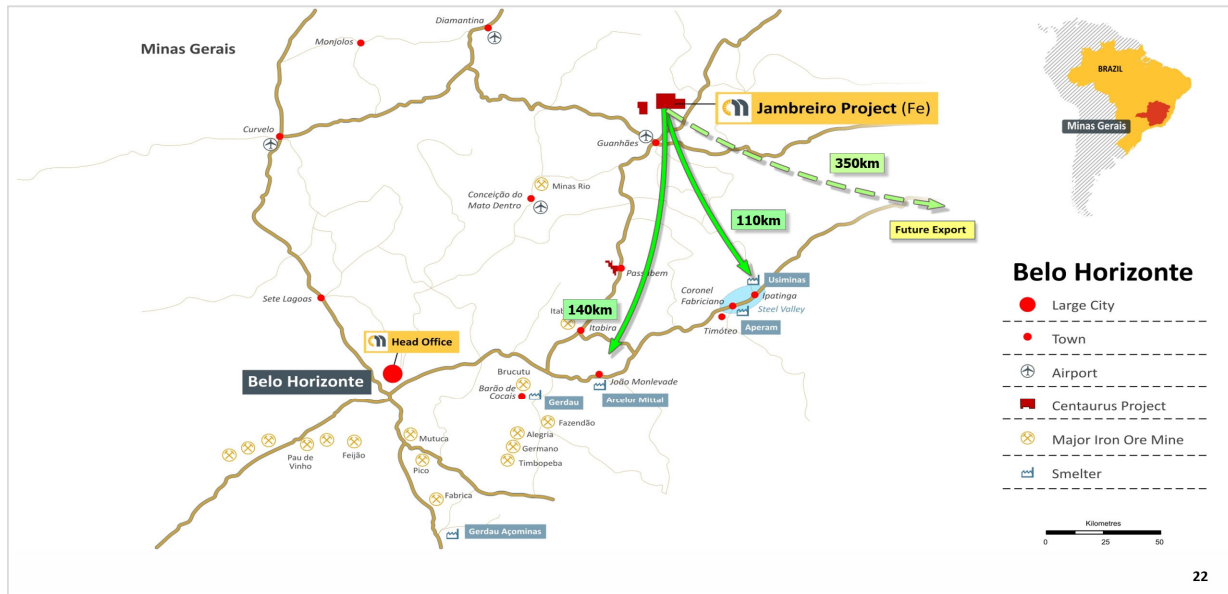 Diamantina
Monjolos
Minas Gerais
BRAZIL
Minas Gerais
Jambreiro Project (Fe)
Curvelo
Guanhães
350km
Minas Rio
Conceição do
Mato Dentro
110km
Future Export
Passabem
Usiminas
Coronel
Fabriciano
Ipatinga
Steel Valley
Sete Lagoas
140km
Itab
Itabira
Timóteo
Aperam
Head Office
Belo Horizonte
Brucutu
João Monlevade
Barão de
Cocais
Gerdau
Arcelor Mittal
Fazendão
Mutuca
Alegria
Pau de
Vinho
Feijão
Germano
Pico
Timbopeba
Fabrica
Gerdau Açominas
Belo Horizonte
Large City
Town
Airport
Centaurus Project
Major Iron Ore Mine
Smelter
Kilometres
0 25 50
22